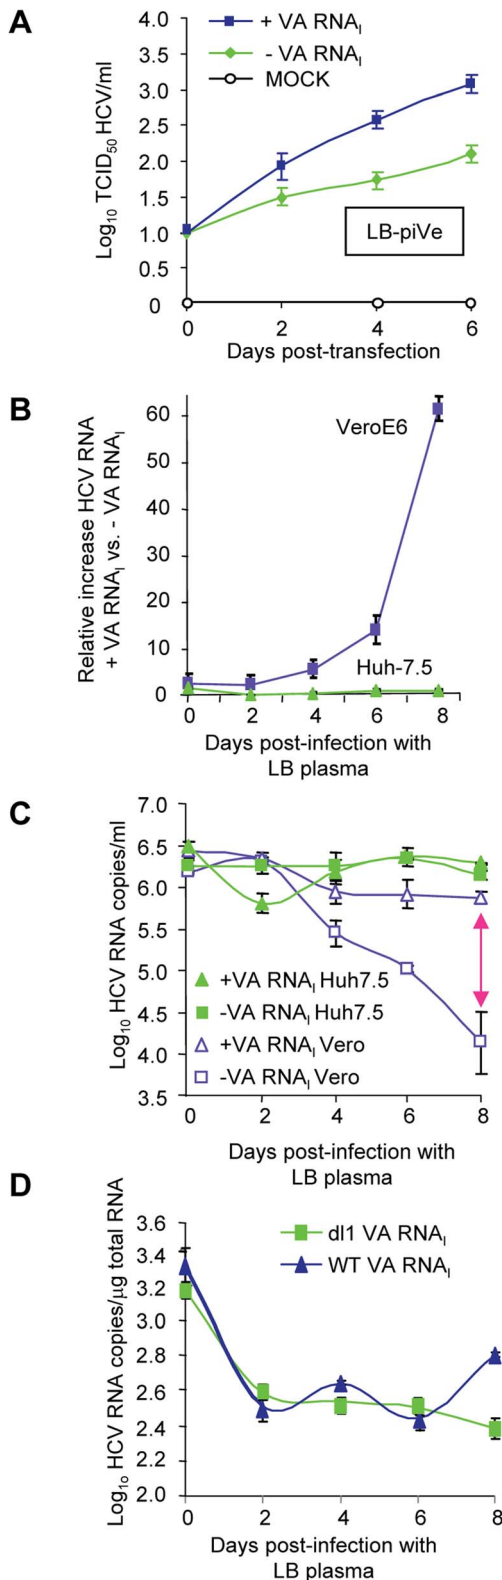 A
Log10 TCID50 HCV/ml
4.0
3.5
3.0
2.5
2.0
1.5
1.0
0.5
0
+ VA RNAI
- VA RNAI
MOCK
LB-piVe
0 2 4 6
Days post-transfection
B
Relative increase HCV RNA
+ VA RNAI vs. - VA RNAI
60
50
40
30
20
10
0
VeroE6
Huh-7.5
0 2 4 6 8
Days post-infection with
LB plasma
C
Log10 HCV RNA copies/ml
7.0
6.5
6.0
5.5
5.0
4.5
4.0
3.5
+VA RNAI Huh7.5
-VA RNAI Huh7.5
+VA RNAI Vero
-VA RNAI Vero
0 2 4 6 8
Days post-infection with
LB plasma
D
Log10 HCV RNA copies/µg total RNA
3.6
3.4
3.2
2.8
2.6
2.4
2.2
2.0
dl1 VA RNAI
WT VA RNAI
0 2 4 6 8
Days post-infection with
LB plasma